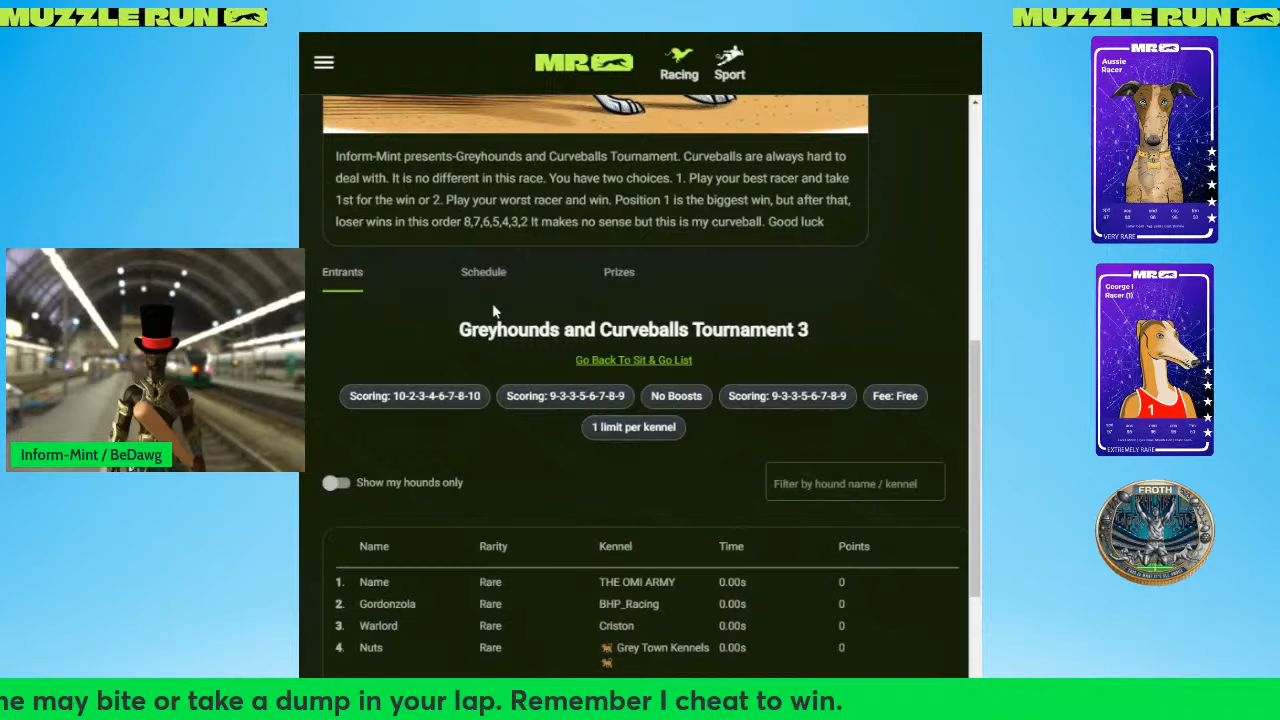 MUZZLE RUN
MUZZLE RUN
MR
Racing
Sport
Inform-Mint presents-Greyhounds and Curveballs Tournament. Curveballs are always hard to
deal with. It is no different in this race. You have two choices. 1. Play your best racer and take
1st for the win or 2. Play your worst racer and win. Position 1 is the biggest win, but after that,
loser wins in this order 8,7,6,5,4,3,2 It makes no sense but this is my curveball. Good luck
Entrants
Schedule
Prizes
Greyhounds and Curveballs Tournament 3
Go Back To Sit & Go List
Scoring: 10-2-3-4-6-7-8-10
Scoring: 9-3-3-5-6-7-8-9
No Boosts
Scoring: 9-3-3-5-6-7-8-9
Fee: Free
1 limit per kennel
Show my hounds only
Filter by hound name / kennel
Name Rarity Kennel Time Points
1. Name Rare THE OMI ARMY 0.00s 0
2. Gordonzola Rare BHP_Racing 0.00s 0
3. Warlord Rare Criston 0.00s 0
4. Nuts Rare Grey Town Kennels 0.00s 0
Inform-Mint / BeDawg
MR
Aussie
Racer
VERY RARE
MR
George I
Racer (1)
1
EXTREMELY RARE
FROTH
ne may bite or take a dump in your lap. Remember I cheat to win.